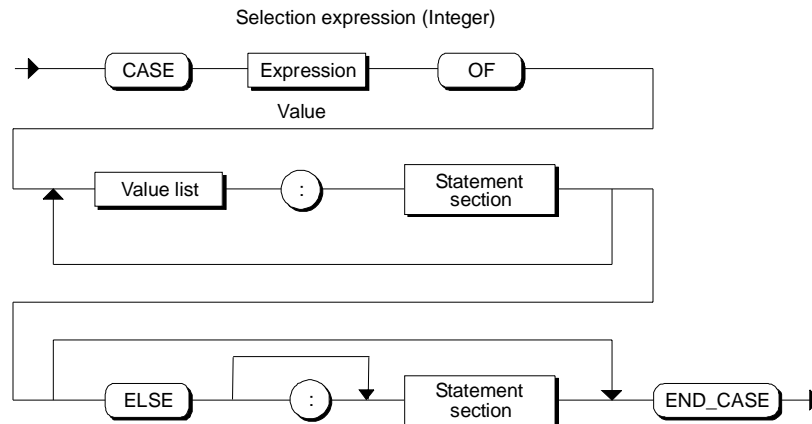 Selection expression (Integer)
CASE Expression OF
Value
Value list : Statement section
ELSE : Statement section END_CASE